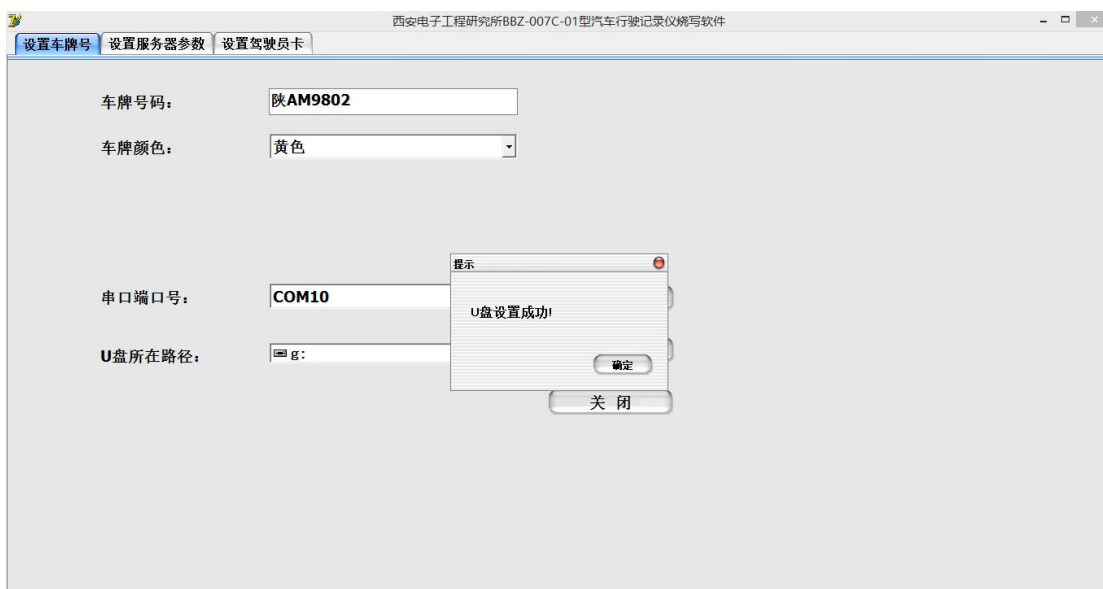 西安电子工程研究所BBZ-007C-01型汽车行驶记录仪烧写软件
设置车牌号 设置服务器参数 设置驾驶员卡
车牌号码： 陕AM9802
车牌颜色： 黄色
提示
串口端口号： COM10
U盘设置成功!
U盘所在路径： g:
确定
关 闭